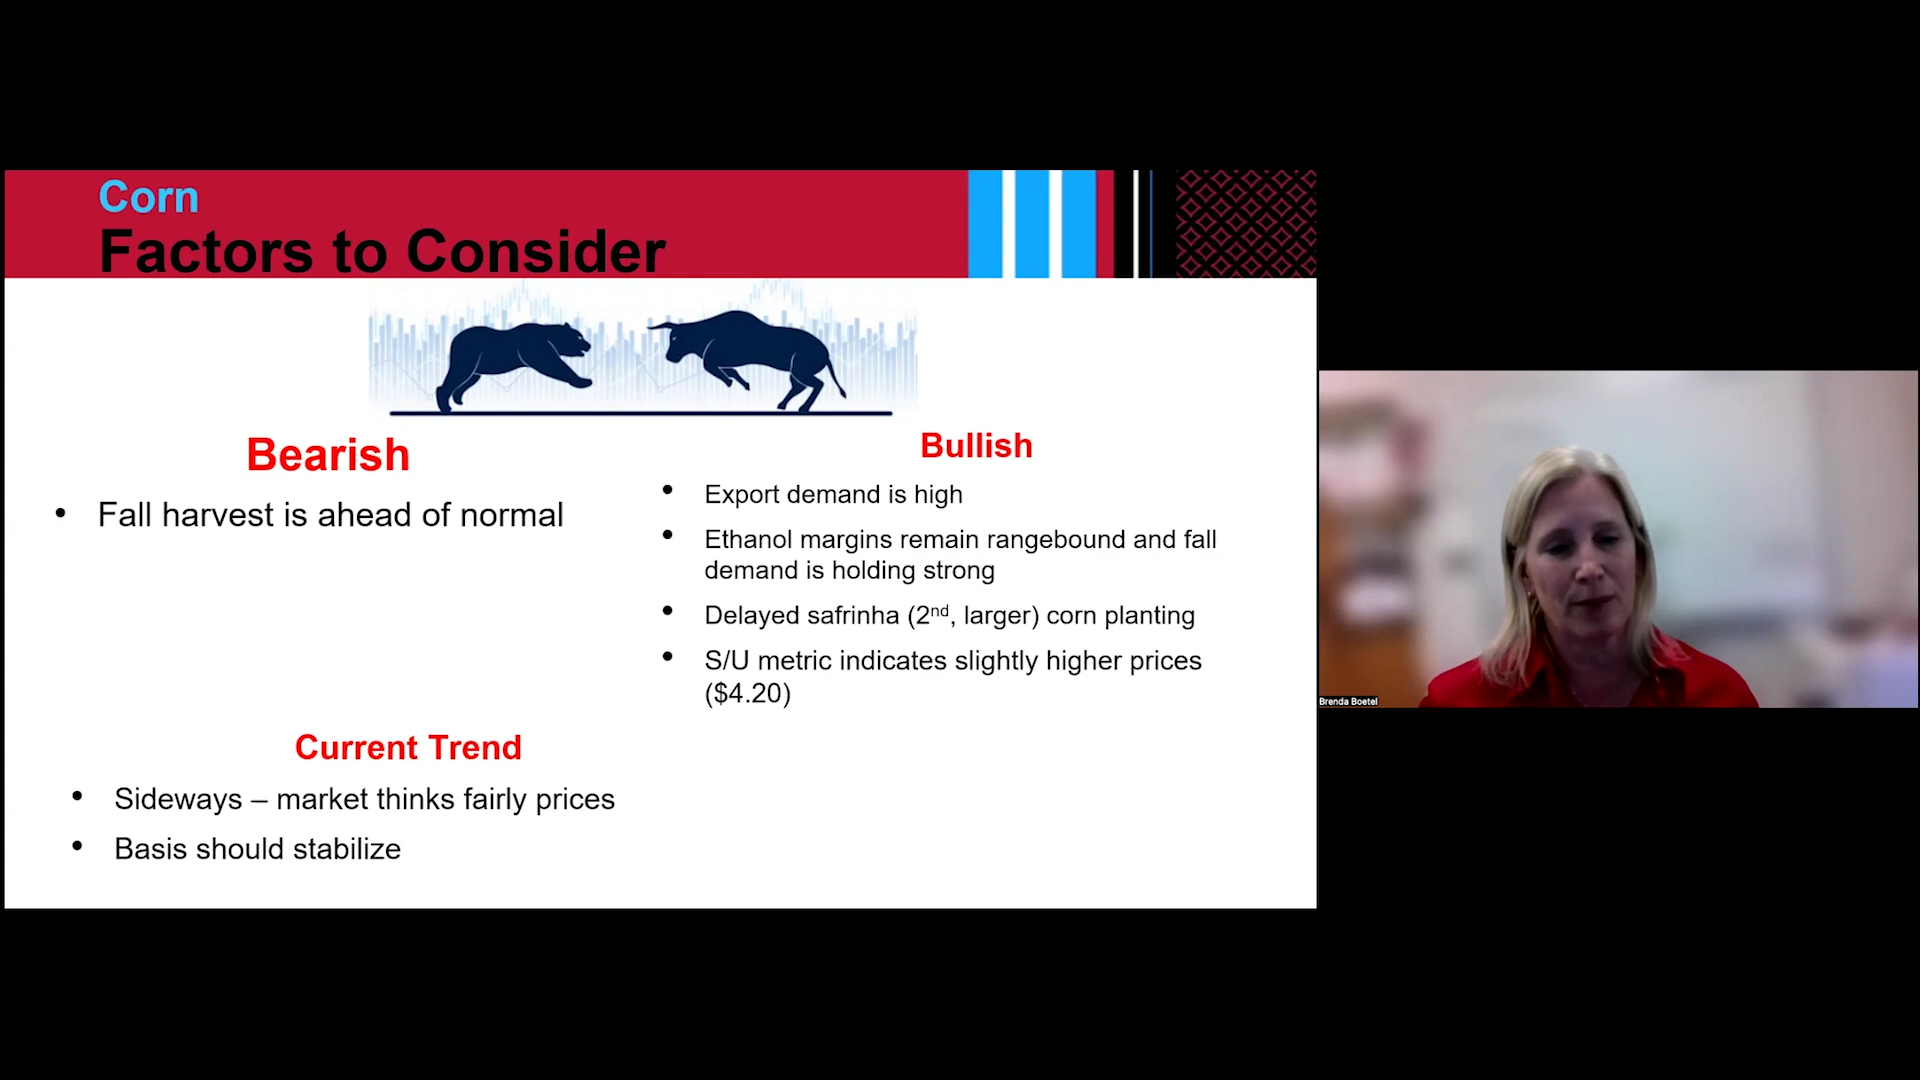 Corn
Factors to Consider
Bearish
• Fall harvest is ahead of normal
Bullish
• Export demand is high
• Ethanol margins remain rangebound and fall
demand is holding strong
• Delayed safrinha (2nd, larger) corn planting
• S/U metric indicates slightly higher prices
($4.20)
Current Trend
• Sideways – market thinks fairly prices
• Basis should stabilize
Brenda Boetel